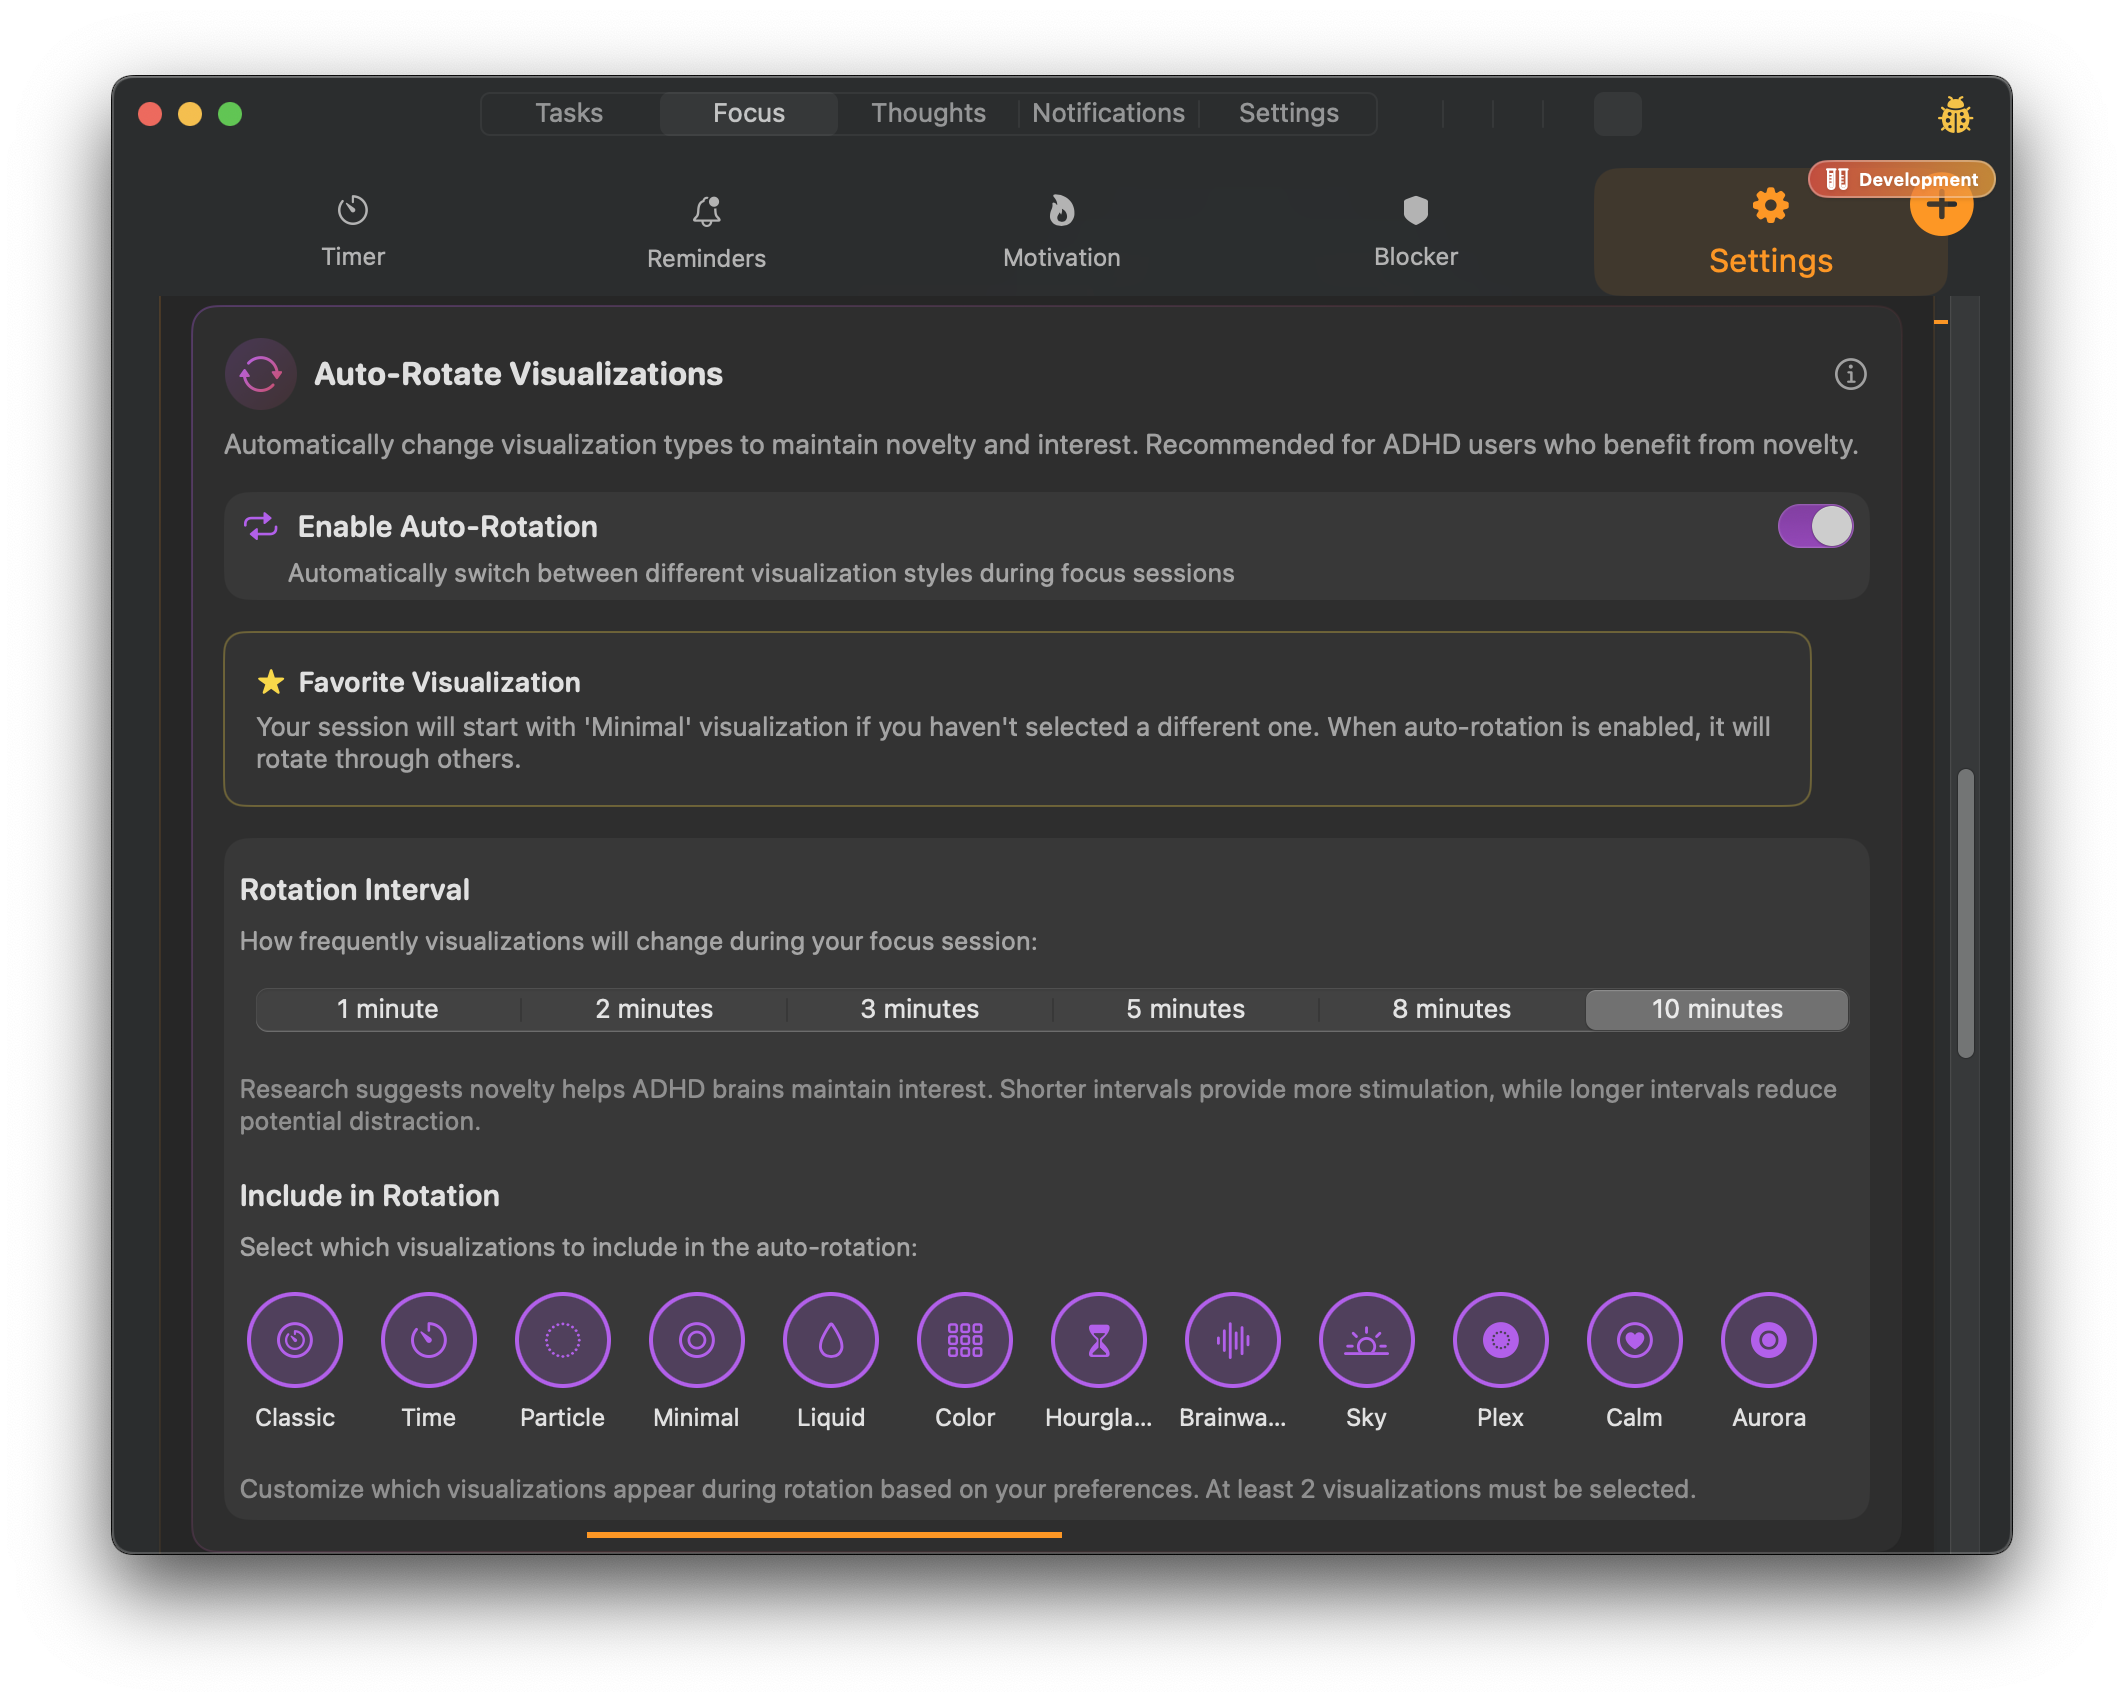 Tasks
Focus
Thoughts
Notifications
Settings
Development
Timer
Reminders
Motivation
Blocker
Settings
Auto-Rotate Visualizations
Automatically change visualization types to maintain novelty and interest. Recommended for ADHD users who benefit from novelty.
Enable Auto-Rotation
Automatically switch between different visualization styles during focus sessions
Favorite Visualization
Your session will start with 'Minimal' visualization if you haven't selected a different one. When auto-rotation is enabled, it will
rotate through others.
Rotation Interval
How frequently visualizations will change during your focus session:
1 minute
2 minutes
3 minutes
5 minutes
8 minutes
10 minutes
Research suggests novelty helps ADHD brains maintain interest. Shorter intervals provide more stimulation, while longer intervals reduce
potential distraction.
Include in Rotation
Select which visualizations to include in the auto-rotation:
Classic
Time
Particle
Minimal
Liquid
Color
Hourgla...
Brainwa...
Sky
Plex
Calm
Aurora
Customize which visualizations appear during rotation based on your preferences. At least 2 visualizations must be selected.